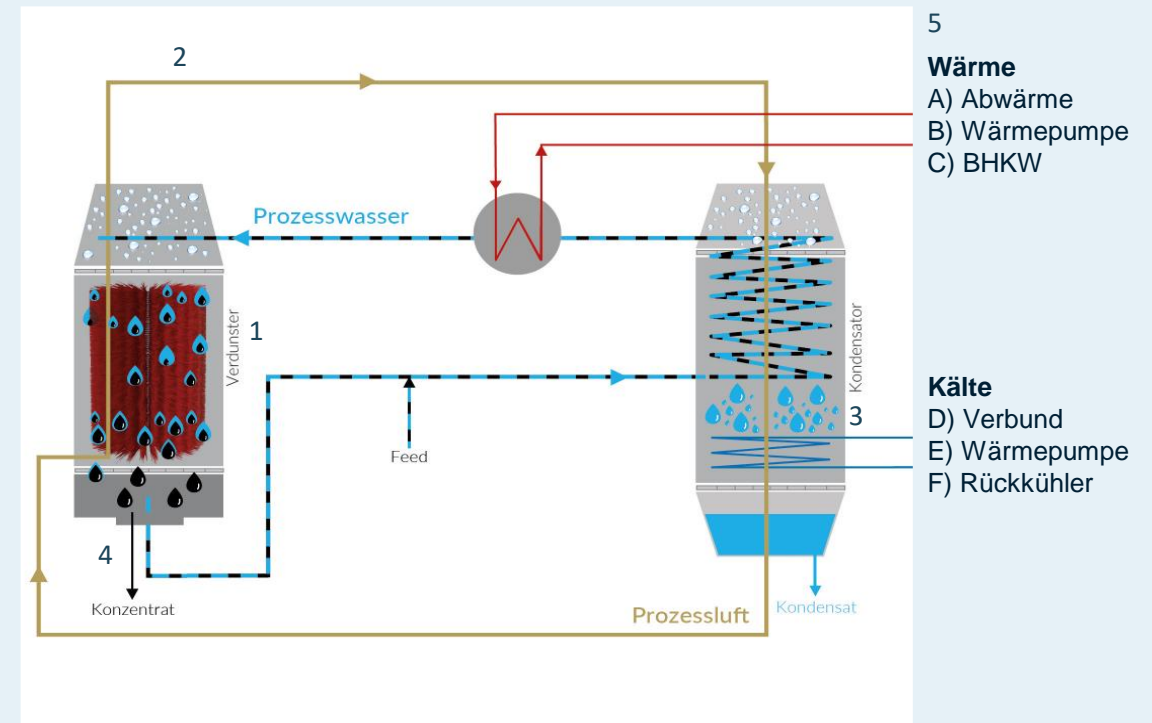 2
5
Wärme
A) Abwärme
B) Wärmepumpe
C) BHKW
Prozesswasser
Verdunster
1
Kondensator
3
Feed
Kälte
D) Verbund
E) Wärmepumpe
F) Rückkühler
4
Konzentrat
Prozessluft
Kondensat